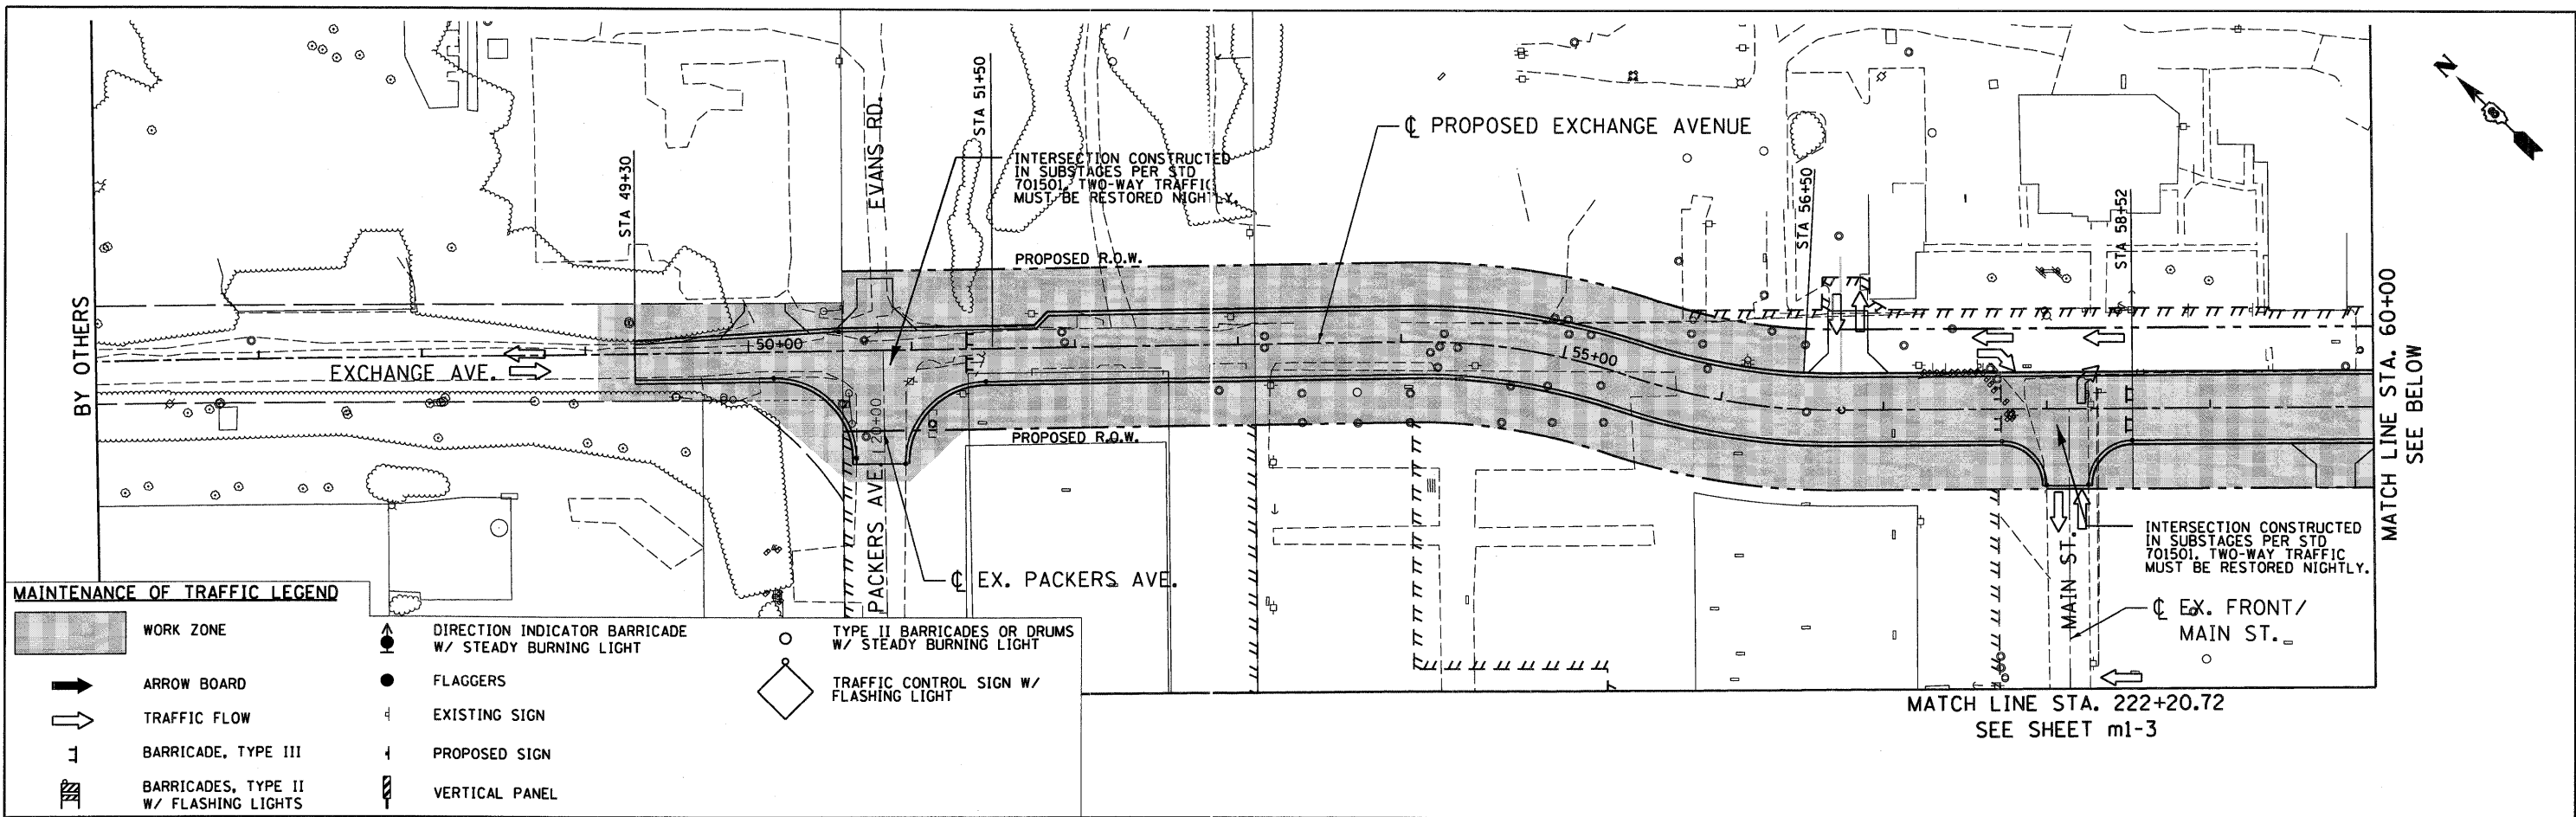 N
EVANS RD.
STA 51+50
STA 49+30
INTERSECTION CONSTRUCTED
IN SUBSTAGES PER STD
701501. TWO-WAY TRAFFIC
MUST BE RESTORED NIGHTLY.
℄ PROPOSED EXCHANGE AVENUE
STA 56+50
STA 58+52
PROPOSED R.O.W.
BY OTHERS
EXCHANGE AVE.
50+00
55+00
MATCH LINE STA. 60+00
SEE BELOW
20+00
PROPOSED R.O.W.
PACKERS AVE.
℄ EX. PACKERS AVE.
INTERSECTION CONSTRUCTED
IN SUBSTAGES PER STD
701501. TWO-WAY TRAFFIC
MUST BE RESTORED NIGHTLY.
MAIN ST.
℄ EX. FRONT/
MAIN ST.
MATCH LINE STA. 222+20.72
SEE SHEET m1-3
MAINTENANCE OF TRAFFIC LEGEND
WORK ZONE
ARROW BOARD
TRAFFIC FLOW
BARRICADE, TYPE III
BARRICADES, TYPE II
W/ FLASHING LIGHTS
DIRECTION INDICATOR BARRICADE
W/ STEADY BURNING LIGHT
FLAGGERS
EXISTING SIGN
PROPOSED SIGN
VERTICAL PANEL
TYPE II BARRICADES OR DRUMS
W/ STEADY BURNING LIGHT
TRAFFIC CONTROL SIGN W/
FLASHING LIGHT